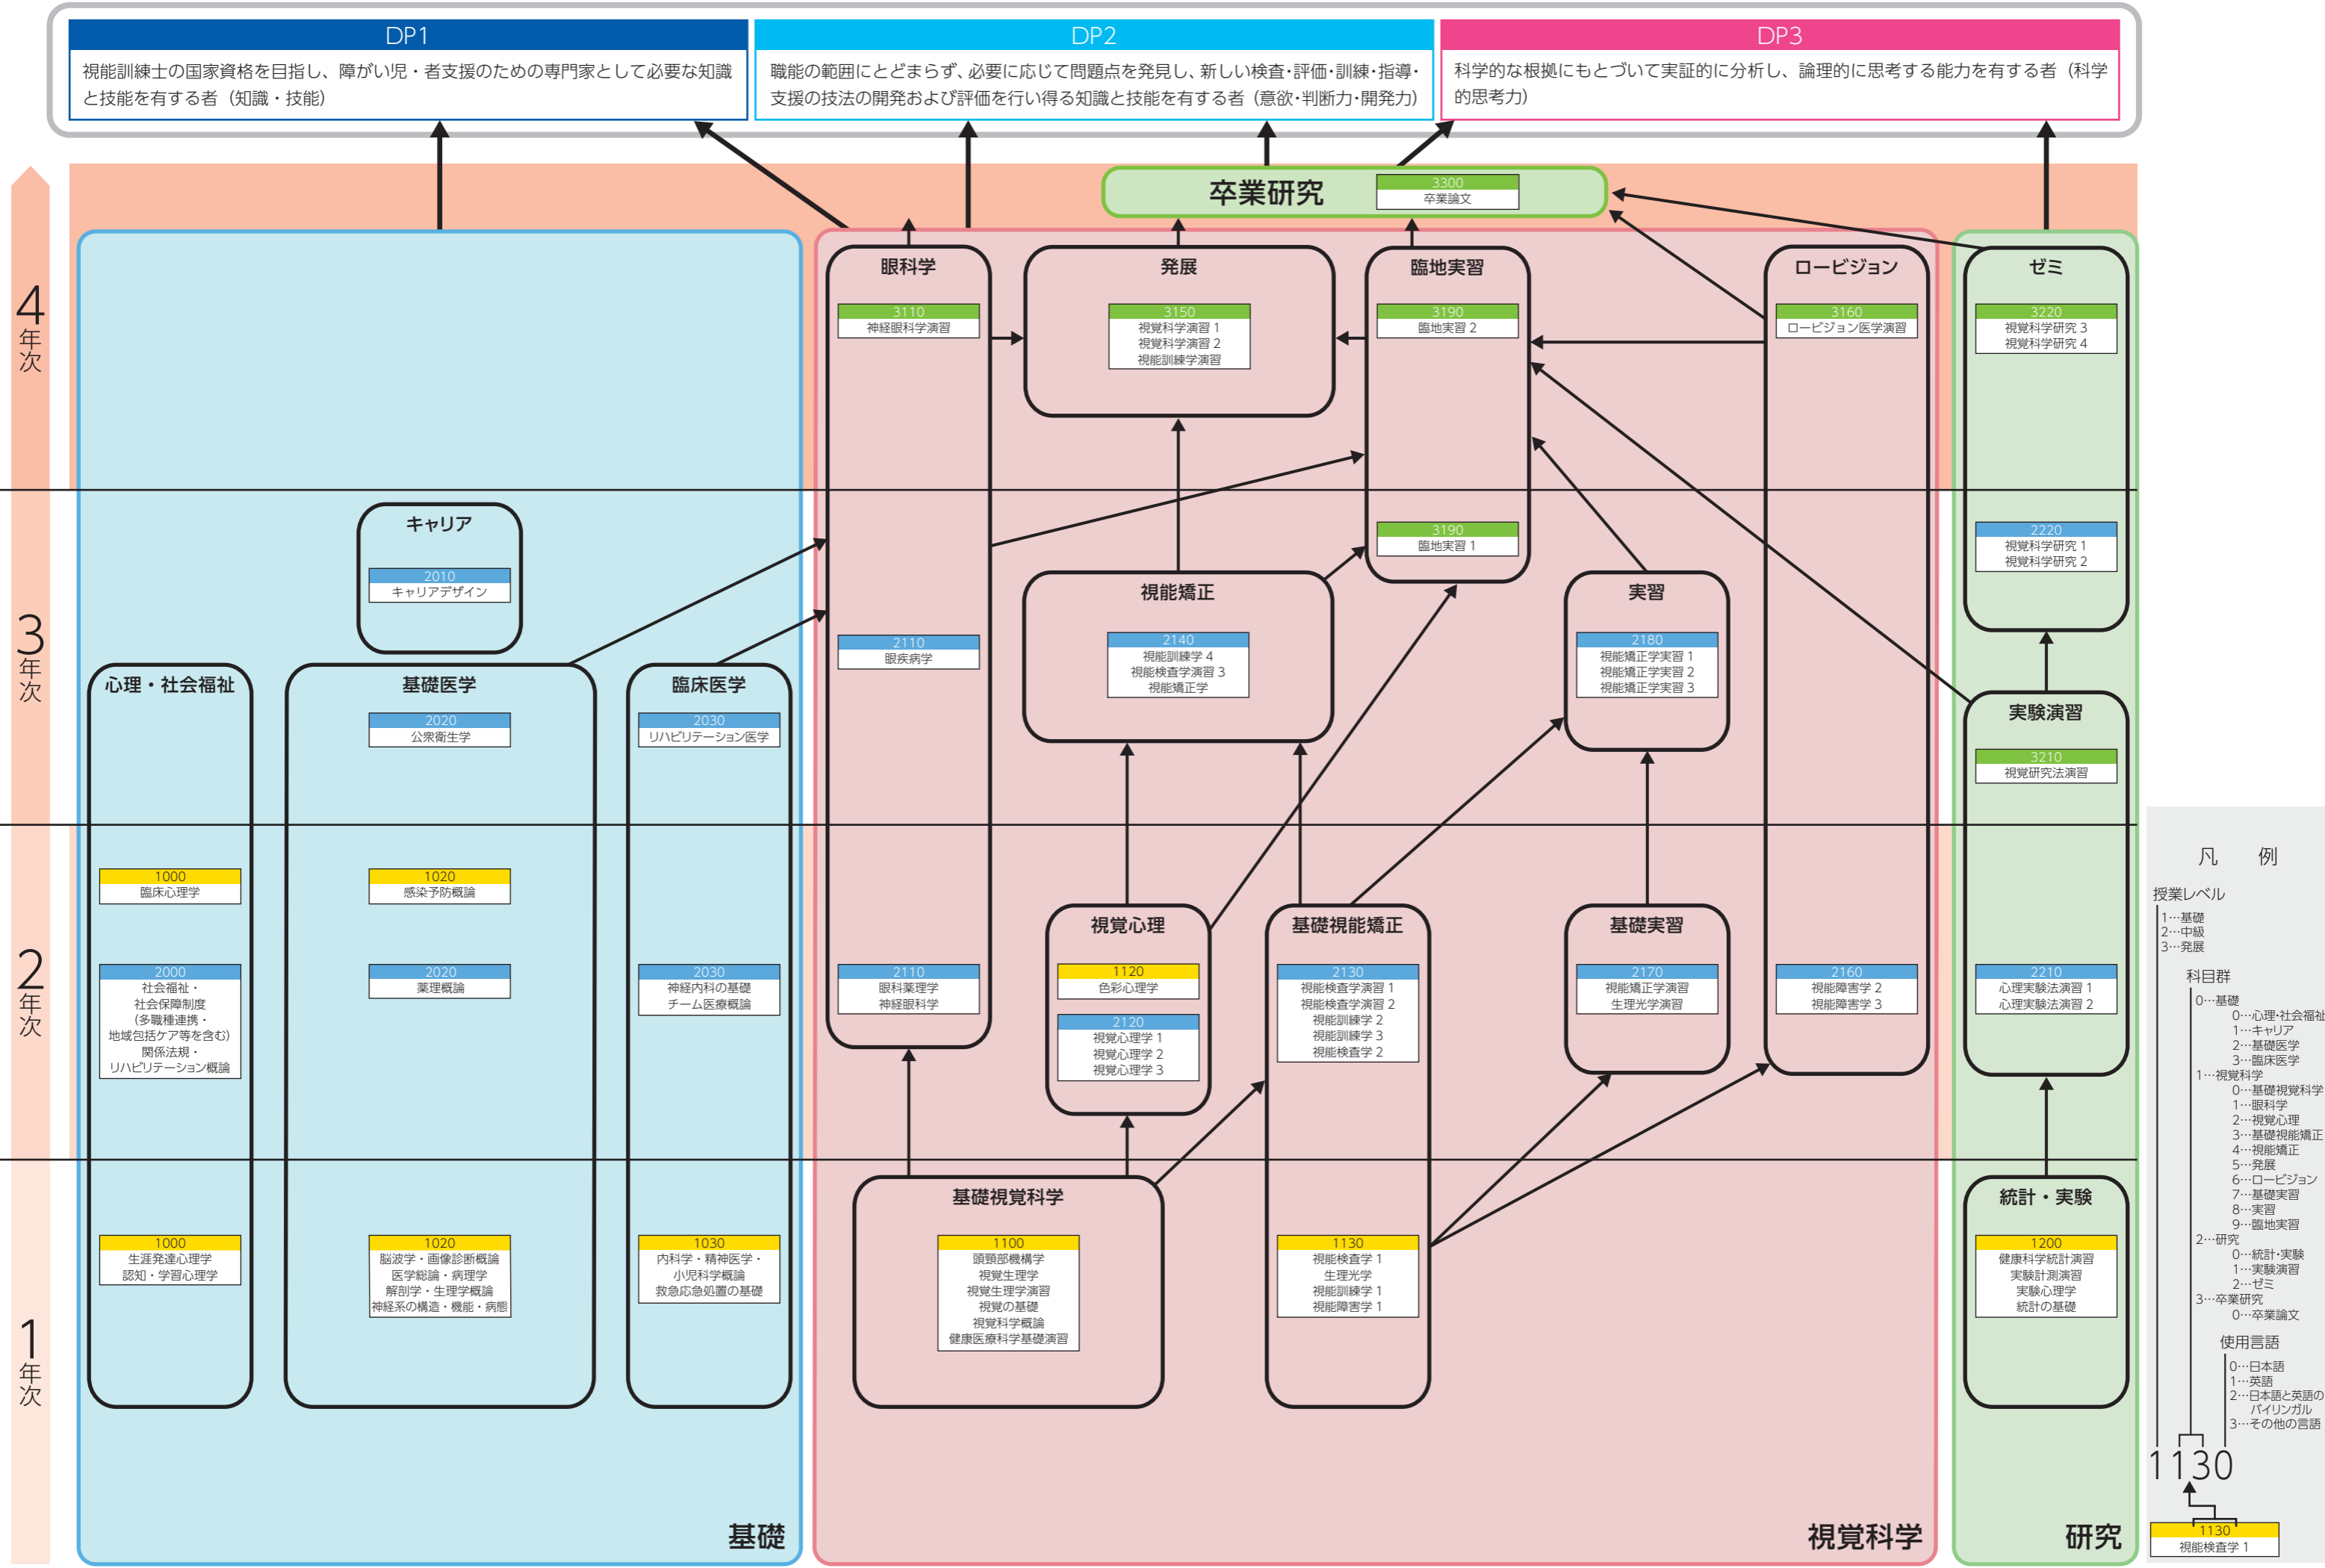 DP1
視能訓練士の国家資格を目指し、障がい児・者支援のための専門家として必要な知識
と技能を有する者（知識・技能）
DP2
職能の範囲にとどまらず、必要に応じて問題点を発見し、新しい検査・評価・訓練・指導・
支援の技法の開発および評価を行い得る知識と技能を有する者（意欲・判断力・開発力）
DP3
科学的な根拠にもとづいて実証的に分析し、論理的に思考する能力を有する者（科学
的思考力）
卒業研究
3300
卒業論文
4年次
眼科学
3110
神経眼科学演習
発展
3150
視覚科学演習 1
視覚科学演習 2
視能訓練学演習
臨地実習
3190
臨地実習 2
ロービジョン
3160
ロービジョン医学演習
ゼミ
3220
視覚科学研究 3
視覚科学研究 4
3年次
キャリア
2010
キャリアデザイン
3190
臨地実習 1
2220
視覚科学研究 1
視覚科学研究 2
視能矯正
2140
視能訓練学 4
視能検査学演習 3
視能矯正学
実習
2180
視能矯正学実習 1
視能矯正学実習 2
視能矯正学実習 3
2110
眼疾病学
心理・社会福祉
基礎医学
2020
公衆衛生学
臨床医学
2030
リハビリテーション医学
実験演習
3210
視覚研究法演習
2年次
1000
臨床心理学
1020
感染予防概論
2000
社会福祉・
社会保障制度
(多職種連携・
地域包括ケア等を含む)
関係法規・
リハビリテーション概論
2020
薬理概論
2030
神経内科の基礎
チーム医療概論
2110
眼科薬理学
神経眼科学
視覚心理
1120
色彩心理学
2120
視覚心理学 1
視覚心理学 2
視覚心理学 3
基礎視能矯正
2130
視能検査学演習 1
視能検査学演習 2
視能訓練学 2
視能訓練学 3
視能検査学 2
基礎実習
2170
視能矯正学演習
生理光学演習
2160
視能障害学 2
視能障害学 3
2210
心理実験法演習 1
心理実験法演習 2
1年次
1000
生涯発達心理学
認知・学習心理学
1020
脳波学・画像診断概論
医学総論・病理学
解剖学・生理学概論
神経系の構造・機能・病態
1030
内科学・精神医学・
小児科学概論
救急応急処置の基礎
基礎視覚科学
1100
頭頸部機構学
視覚生理学
視覚生理学演習
視覚の基礎
視覚科学概論
健康医療科学基礎演習
1130
視能検査学 1
生理光学
視能訓練学 1
視能障害学 1
統計・実験
1200
健康科学統計演習
実験計測演習
実験心理学
統計の基礎
基礎
視覚科学
研究
凡　例
授業レベル
1…基礎
2…中級
3…発展
科目群
0…基礎
0…心理・社会福祉
1…キャリア
2…基礎医学
3…臨床医学
1…視覚科学
0…基礎視覚科学
1…眼科学
2…視覚心理
3…基礎視能矯正
4…視能矯正
5…発展
6…ロービジョン
7…基礎実習
8…実習
9…臨地実習
2…研究
0…統計・実験
1…実験演習
2…ゼミ
3…卒業研究
0…卒業論文
使用言語
0…日本語
1…英語
2…日本語と英語の
バイリンガル
3…その他の言語
1130
1130
視能検査学 1